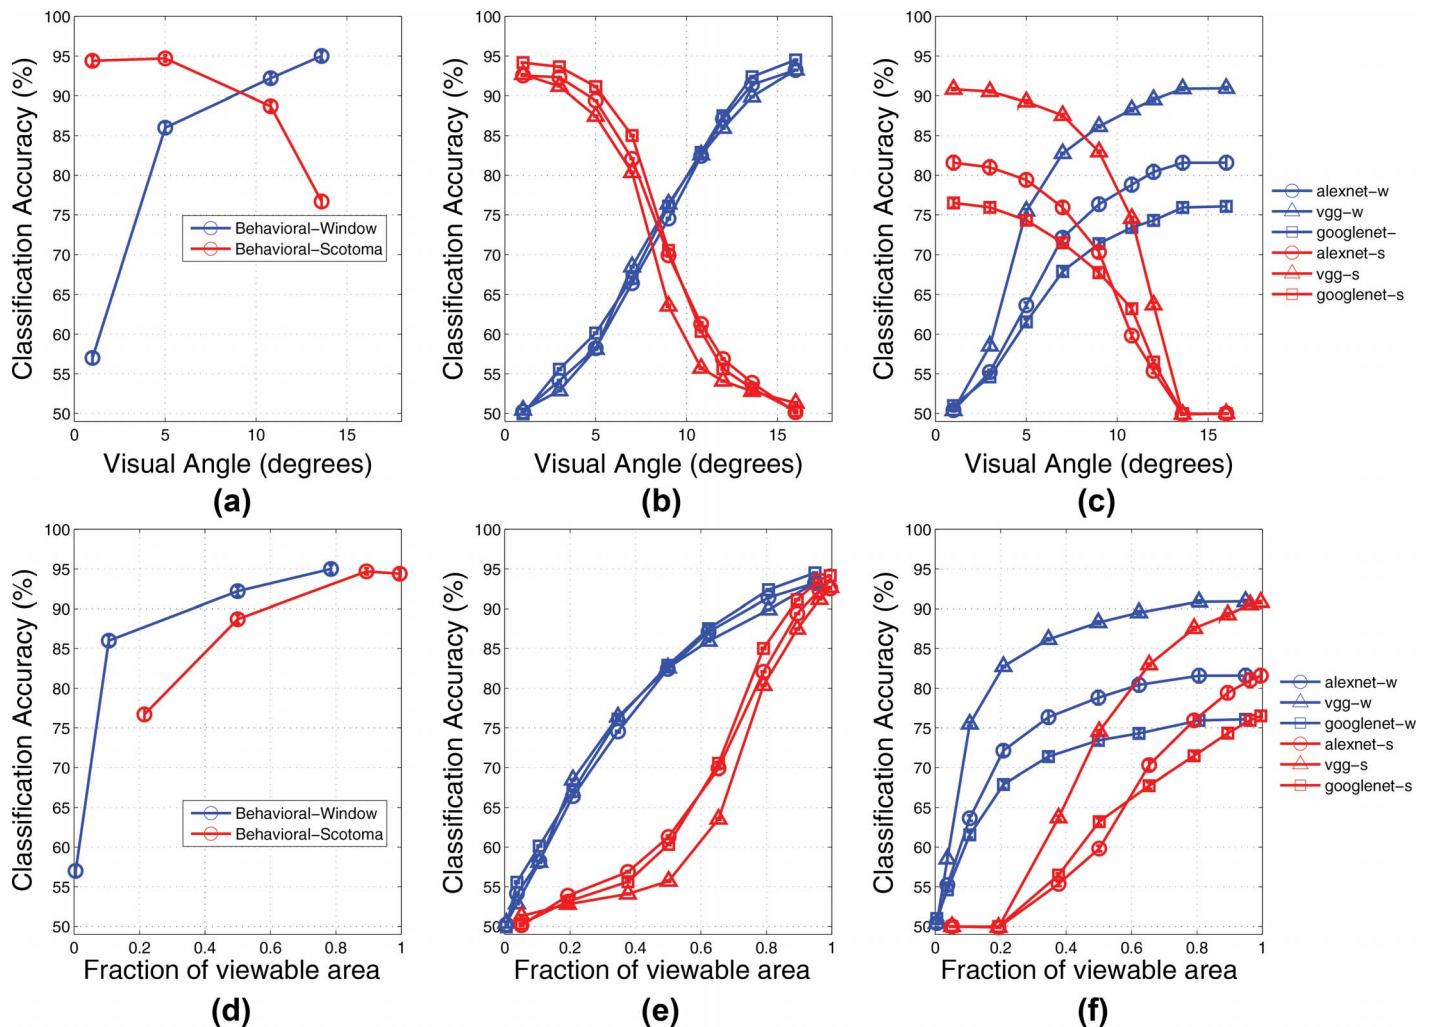 Classification Accuracy (%)
100
95
90
85
80
75
70
65
60
55
50
0
5
10
15
Behavioral-Window
Behavioral-Scotoma
Visual Angle (degrees)
(a)
Classification Accuracy (%)
100
95
90
85
80
75
70
65
60
55
50
0
5
10
15
Visual Angle (degrees)
(b)
Classification Accuracy (%)
100
95
90
85
80
75
70
65
60
55
50
0
5
10
15
Visual Angle (degrees)
(c)
alexnet-w
vgg-w
googlenet-
alexnet-s
vgg-s
googlenet-s
Classification Accuracy (%)
100
95
90
85
80
75
70
65
60
55
50
0
0.2
0.4
0.6
0.8
1
Behavioral-Window
Behavioral-Scotoma
Fraction of viewable area
(d)
Classification Accuracy (%)
100
95
90
85
80
75
70
65
60
55
50
0
0.2
0.4
0.6
0.8
1
Fraction of viewable area
(e)
Classification Accuracy (%)
100
95
90
85
80
75
70
65
60
55
50
0
0.2
0.4
0.6
0.8
1
Fraction of viewable area
(f)
alexnet-w
vgg-w
googlenet-w
alexnet-s
vgg-s
googlenet-s